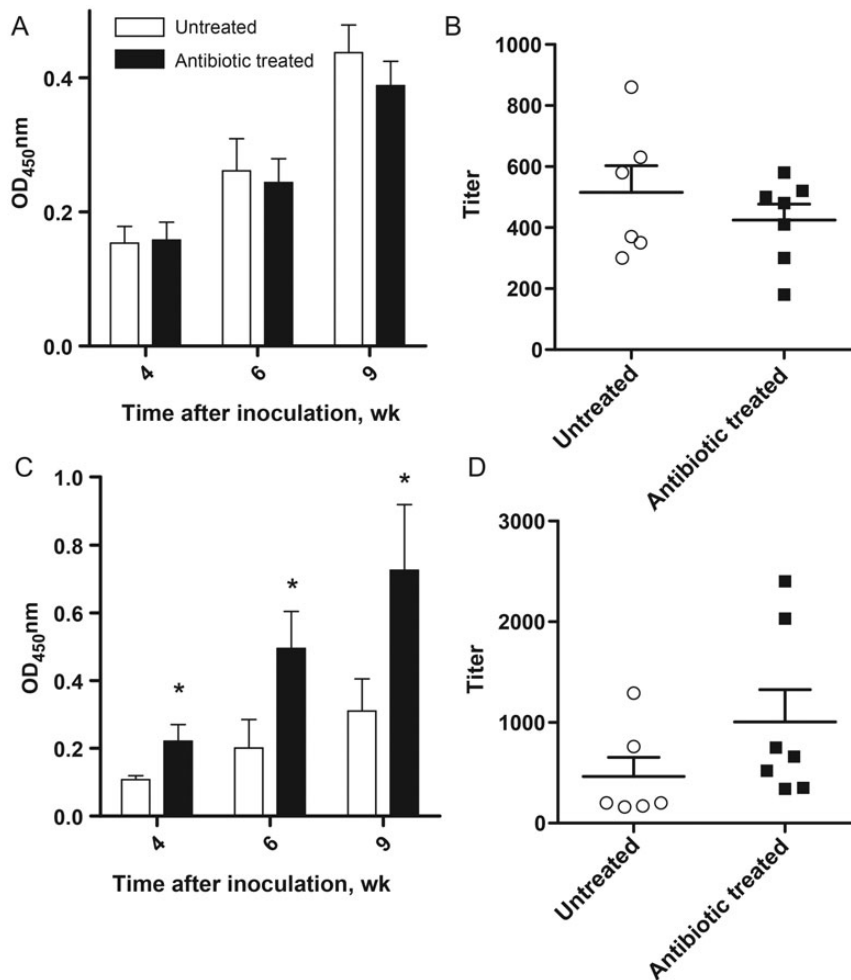 A
Untreated
Antibiotic treated
OD450nm
0.4
0.2
0.0
4
6
9
Time after inoculation, wk
B
Titer
1000
800
600
400
200
0
Untreated
Antibiotic treated
C
OD450nm
1.0
0.8
0.6
0.4
0.2
0.0
*
*
*
4
6
9
Time after inoculation, wk
D
Titer
3000
2000
1000
0
Untreated
Antibiotic treated